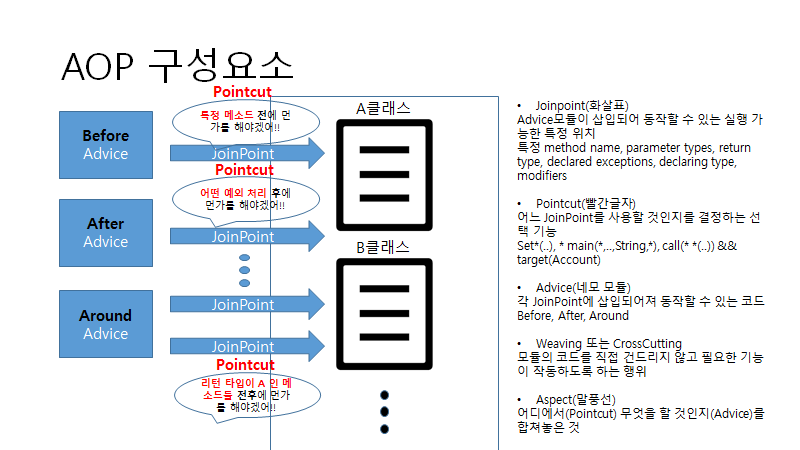 AOP 구성요소
Pointcut
특정 메소드 전에 먼
가를 해야겠어!!
Before
Advice
JoinPoint
Pointcut
어떤 예외 처리 후에
먼가를 해야겠어!!
After
Advice
JoinPoint
Around
Advice
JoinPoint
JoinPoint
Pointcut
리턴 타입이 A 인 메
소드들 전후에 먼가
를 해야겠어!!
A클래스
B클래스
• Joinpoint(화살표)
Advice모듈이 삽입되어 동작할 수 있는 실행 가
능한 특정 위치
특정 method name, parameter types, return
type, declared exceptions, declaring type,
modifiers
• Pointcut(빨간글자)
어느 JoinPoint를 사용할 것인지를 결정하는 선
택 기능
Set*(..), * main(*,..,String,*), call(* *(..)) &&
target(Account)
• Advice(네모 모듈)
각 JoinPoint에 삽입되어져 동작할 수 있는 코드
Before, After, Around
• Weaving 또는 CrossCutting
모듈의 코드를 직접 건드리지 않고 필요한 기능
이 작동하도록 하는 행위
• Aspect(말풍선)
어디에서(Pointcut) 무엇을 할 것인지(Advice)를
합쳐놓은 것